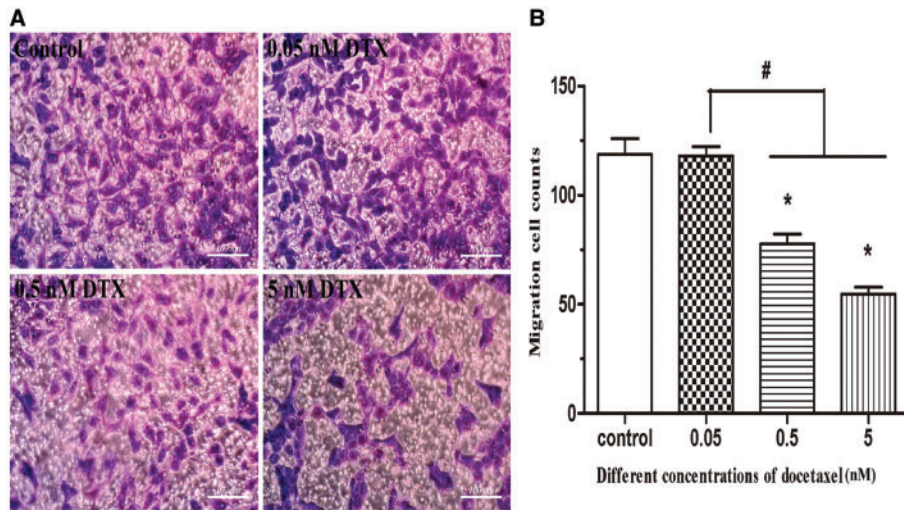 A
Control
0.05 nM DTX
0.5 nM DTX
5 nM DTX
B
Migration cell counts
150
100
50
0
#
*
*
control
0.05
0.5
5
Different concentrations of docetaxel(nM)